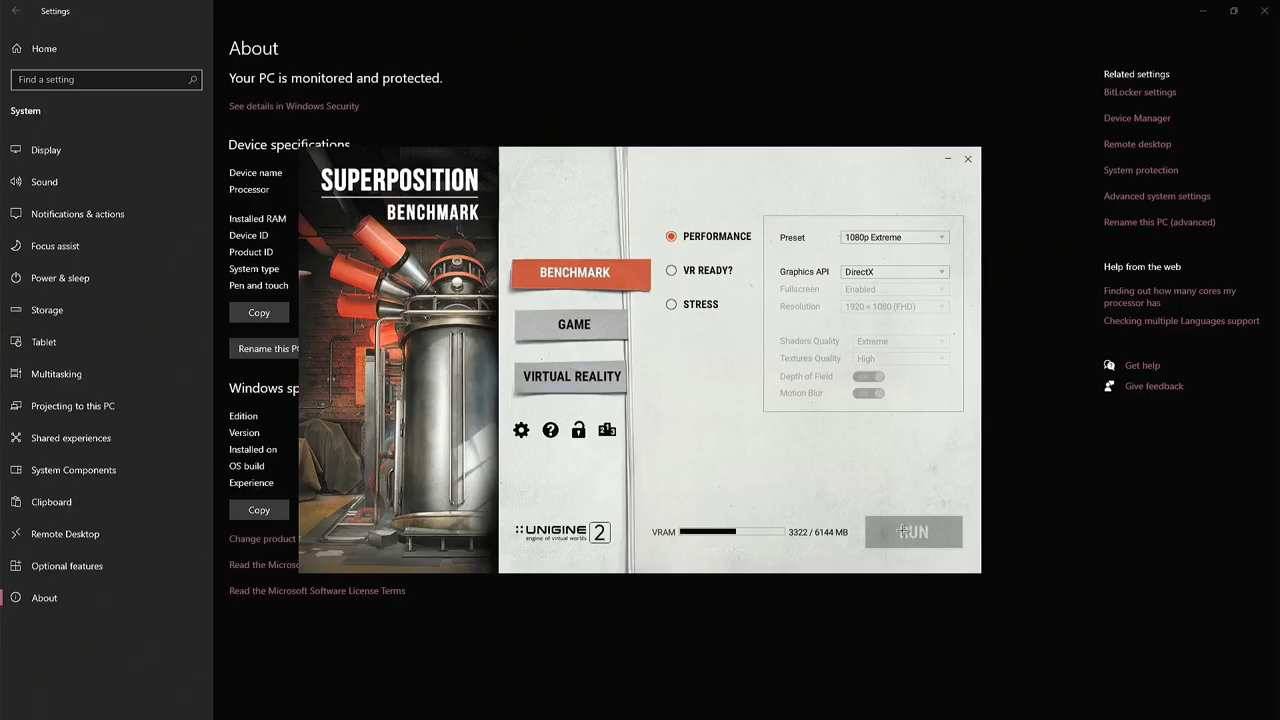 Settings
Home
Find a setting
System
Display
Sound
Notifications & actions
Focus assist
Power & sleep
Storage
Tablet
Multitasking
Projecting to this PC
Shared experiences
System Components
Clipboard
Remote Desktop
Optional features
About
About
Your PC is monitored and protected.
See details in Windows Security
Device specifications
Device name
Processor
Installed RAM
Device ID
Product ID
System type
Pen and touch
Copy
Rename this PC
Windows sp
Edition
Version
Installed on
OS build
Experience
Copy
Change product
Read the Micros
Read the Microsoft Software License Terms
SUPERPOSITION
BENCHMARK
BENCHMARK
GAME
VIRTUAL REALITY
UNIGINE 2
engine of virtual worlds
PERFORMANCE
VR READY?
STRESS
Preset 1080p Extreme
Graphics API DirectX
Fullscreen Enabled
Resolution 1920 × 1080 (FHD)
Shaders Quality Extreme
Textures Quality High
Depth of Field
Motion Blur
VRAM 3322 / 6144 MB
RUN
Related settings
BitLocker settings
Device Manager
Remote desktop
System protection
Advanced system settings
Rename this PC (advanced)
Help from the web
Finding out how many cores my
processor has
Checking multiple Languages support
Get help
Give feedback